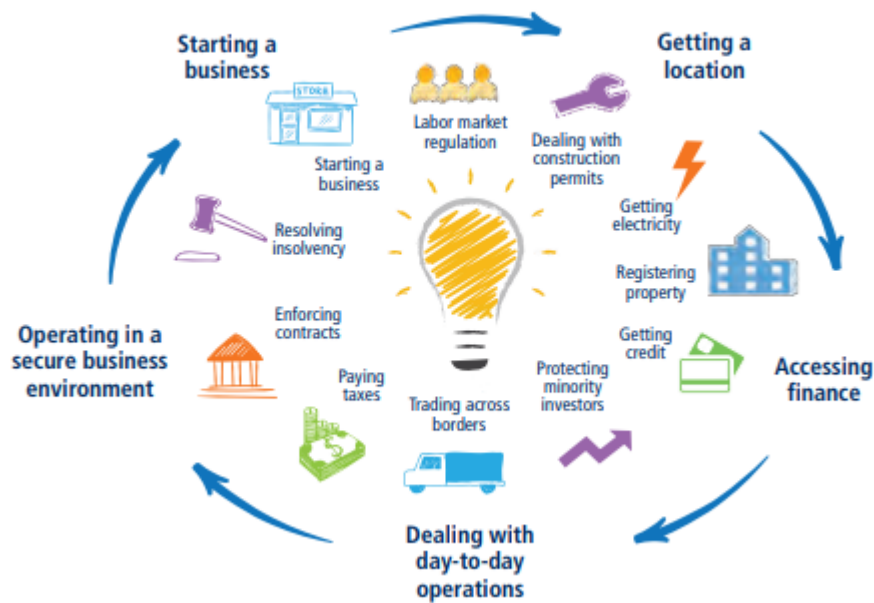 Starting a
business
Getting a
location
STORE
Labor market
regulation
Dealing with
construction
permits
Starting a
business
Getting
electricity
Resolving
insolvency
Registering
property
Enforcing
contracts
Getting
credit
Operating in a
secure business
environment
Accessing
finance
Protecting
minority
investors
Paying
taxes
Trading across
borders
$
Dealing with
day-to-day
operations